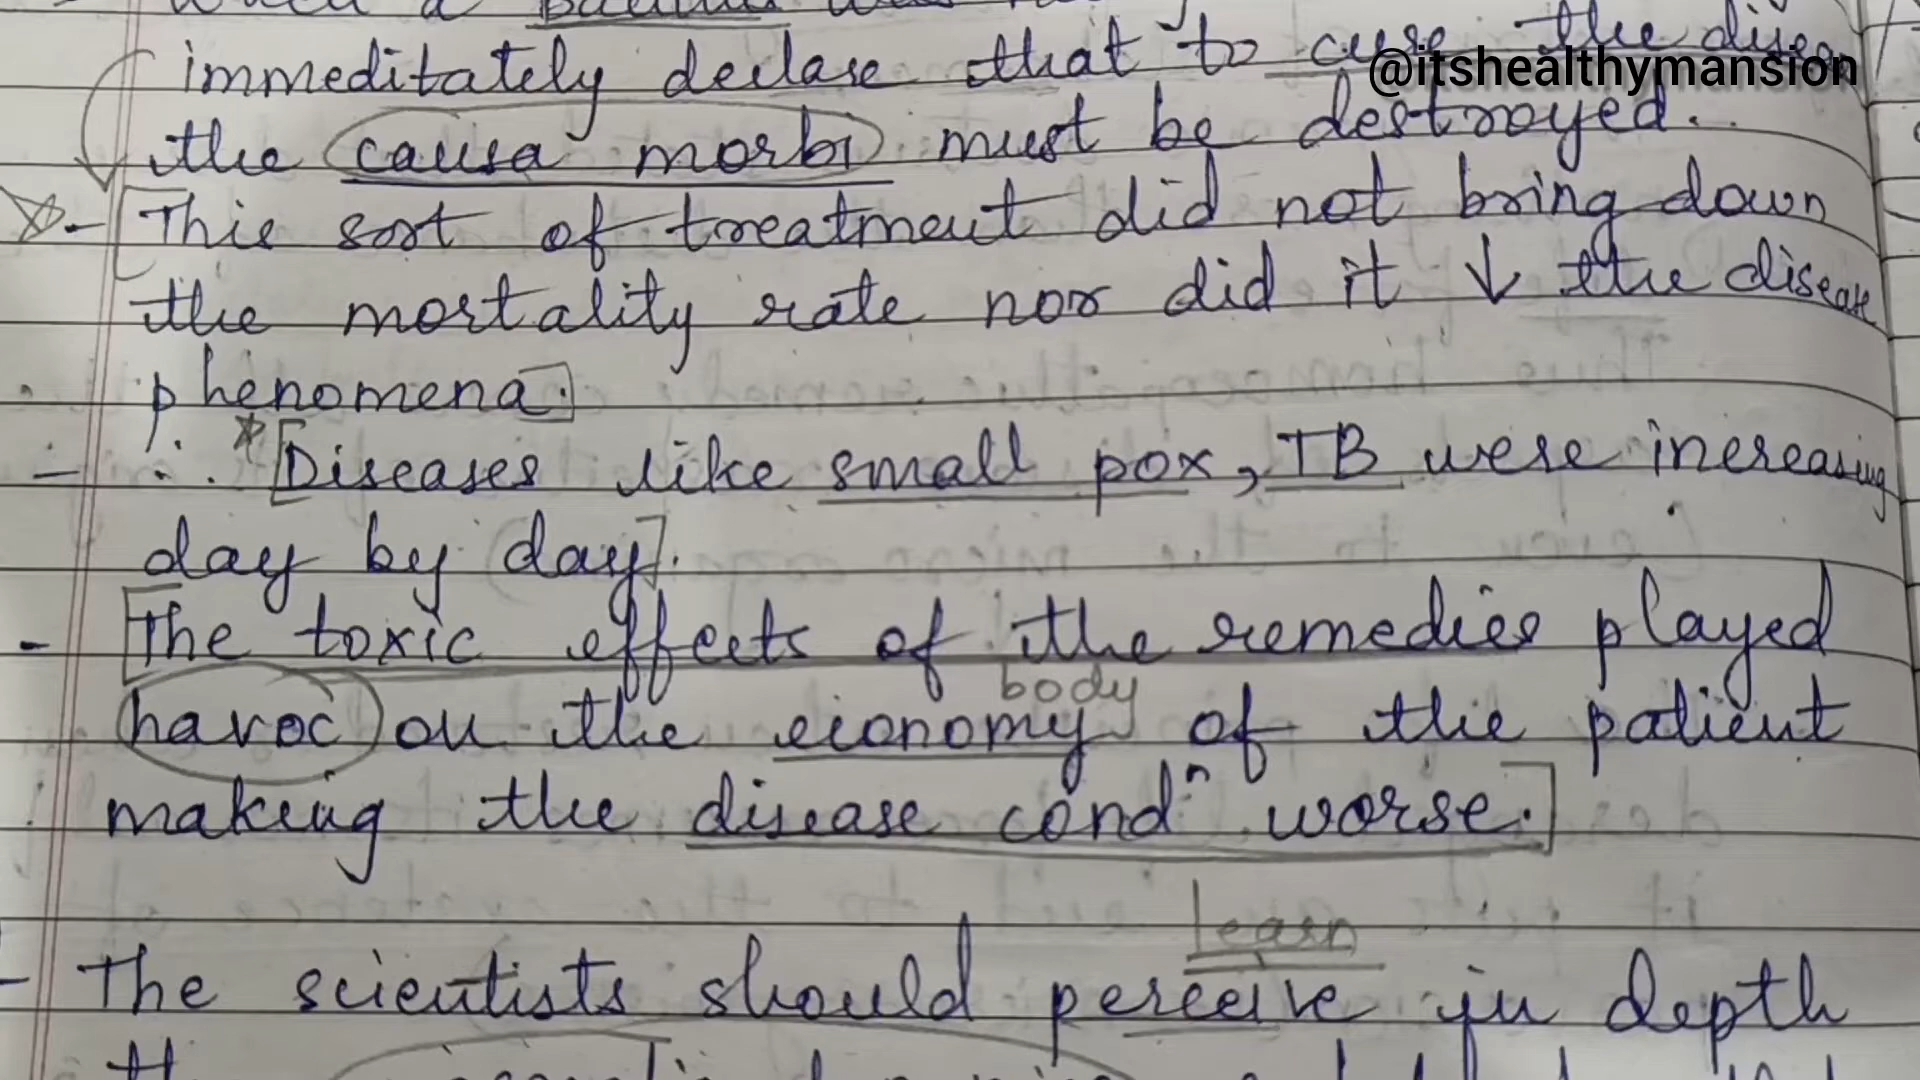 immeditately declare that to cure the disease
@itshealthymansion
the causa morbi must be destroyed.
- This sort of treatment did not bring down
the mortality rate nor did it ↓ the disease
phenomena.
- ∴ * [Diseases like small pox, TB were increasing
day by day].
- [The toxic effects of the remedies played
body
havoc on the economy of the patient
making the disease condⁿ worse.]
learn
- The scientists should perceive in depth